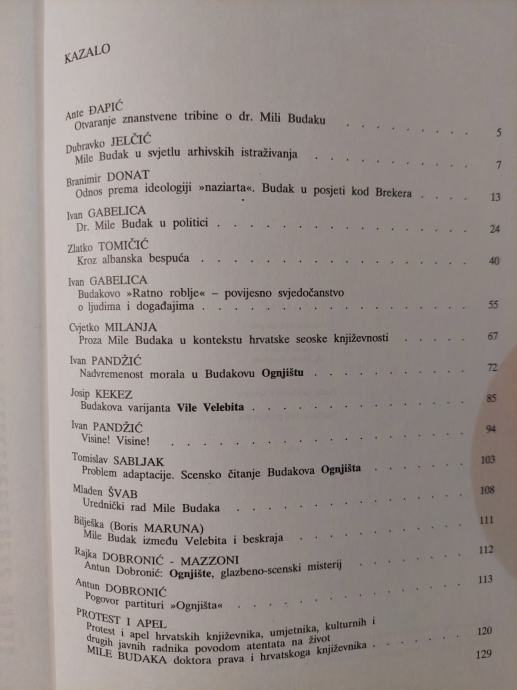 KAZALO
Ante ĐAPIĆ
Otvaranje znanstvene tribine o dr. Mili Budaku . . . . . . . . . 5
Dubravko JELČIĆ
Mile Budak u svjetlu arhivskih istraživanja . . . . . . . . . . 7
Branimir DONAT
Odnos prema ideologiji »naziarta«. Budak u posjeti kod Brekera . . . . 13
Ivan GABELICA
Dr. Mile Budak u politici . . . . . . . . . . . . . . . 24
Zlatko TOMIČIĆ
Kroz albanska bespuća . . . . . . . . . . . . . . . . 40
Ivan GABELICA
Budakovo »Ratno roblje« – povijesno svjedočanstvo
o ljudima i događajima . . . . . . . . . . . . . . . . 55
Cvjetko MILANJA
Proza Mile Budaka u kontekstu hrvatske seoske književnosti . . . . . 67
Ivan PANDŽIĆ
Nadvremenost morala u Budakovu Ognjištu . . . . . . . . . . 72
Josip KEKEZ
Budakova varijanta Vile Velebita . . . . . . . . . . . . . 85
Ivan PANDŽIĆ
Visine! Visine! . . . . . . . . . . . . . . . . . 94
Tomislav SABLJAK
Problem adaptacije. Scensko čitanje Budakova Ognjišta . . . . . . 103
Mladen ŠVAB
Urednički rad Mile Budaka . . . . . . . . . . . . . . . 108
Bilješka (Boris MARUNA)
Mile Budak između Velebita i beskraja . . . . . . . . . . . 111
Rajka DOBRONIĆ - MAZZONI
Antun Dobronić: Ognjište, glazbeno-scenski misterij . . . . . . . 112
Antun DOBRONIĆ
Pogovor partituri »Ognjišta« . . . . . . . . . . . . . . 113
PROTEST I APEL
Protest i apel hrvatskih književnika, umjetnika, kulturnih i
drugih javnih radnika povodom atentata na život . . . . . . . . 120
MILE BUDAKA doktora prava i hrvatskoga književnika . . . . . . 129